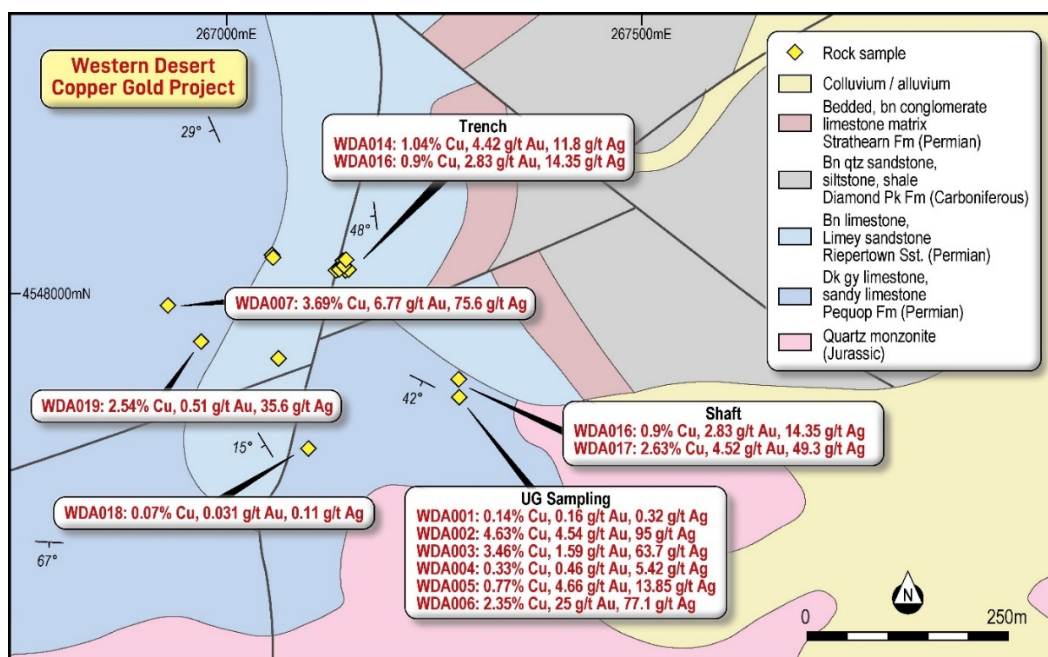 267000mE
267500mE
Western Desert
Copper Gold Project
29°
Trench
WDA014: 1.04% Cu, 4.42 g/t Au, 11.8 g/t Ag
WDA016: 0.9% Cu, 2.83 g/t Au, 14.35 g/t Ag
48°
4548000mN
WDA007: 3.69% Cu, 6.77 g/t Au, 75.6 g/t Ag
WDA019: 2.54% Cu, 0.51 g/t Au, 35.6 g/t Ag
42°
15°
Shaft
WDA016: 0.9% Cu, 2.83 g/t Au, 14.35 g/t Ag
WDA017: 2.63% Cu, 4.52 g/t Au, 49.3 g/t Ag
WDA018: 0.07% Cu, 0.031 g/t Au, 0.11 g/t Ag
67°
UG Sampling
WDA001: 0.14% Cu, 0.16 g/t Au, 0.32 g/t Ag
WDA002: 4.63% Cu, 4.54 g/t Au, 95 g/t Ag
WDA003: 3.46% Cu, 1.59 g/t Au, 63.7 g/t Ag
WDA004: 0.33% Cu, 0.46 g/t Au, 5.42 g/t Ag
WDA005: 0.77% Cu, 4.66 g/t Au, 13.85 g/t Ag
WDA006: 2.35% Cu, 25 g/t Au, 77.1 g/t Ag
Rock sample
Colluvium / alluvium
Bedded, bn conglomerate
limestone matrix
Strathearn Fm (Permian)
Bn qtz sandstone,
siltstone, shale
Diamond Pk Fm (Carboniferous)
Bn limestone,
Limey sandstone
Riepertown Sst. (Permian)
Dk gy limestone,
sandy limestone
Pequop Fm (Permian)
Quartz monzonite
(Jurassic)
N
0 250m